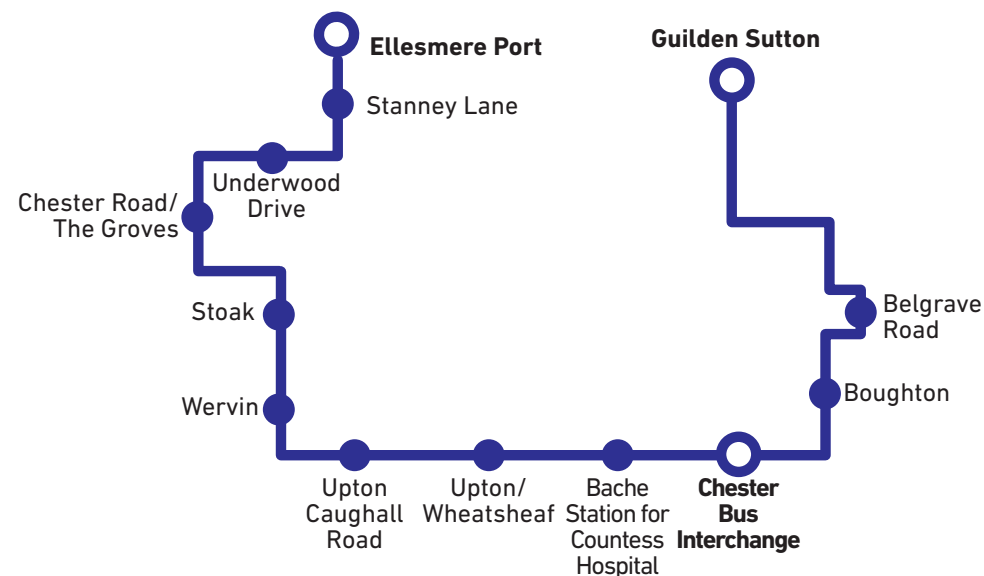 Ellesmere Port
Guilden Sutton
Stanney Lane
Underwood
Drive
Chester Road/
The Groves
Stoak
Belgrave
Road
Wervin
Boughton
Upton
Caughall
Road
Upton/
Wheatsheaf
Bache
Station for
Countess
Hospital
Chester
Bus
Interchange